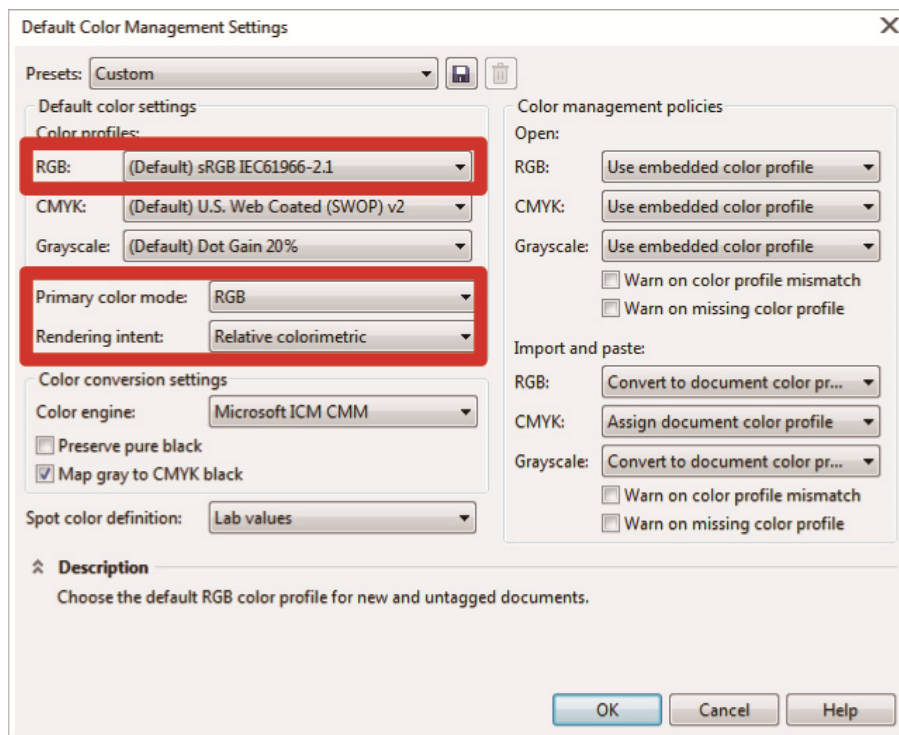 Default Color Management Settings
Presets: Custom
Default color settings
Color profiles:
RGB: (Default) sRGB IEC61966-2.1
CMYK: (Default) U.S. Web Coated (SWOP) v2
Grayscale: (Default) Dot Gain 20%
Primary color mode: RGB
Rendering intent: Relative colorimetric
Color conversion settings
Color engine: Microsoft ICM CMM
Preserve pure black
Map gray to CMYK black
Spot color definition: Lab values
Color management policies
Open:
RGB: Use embedded color profile
CMYK: Use embedded color profile
Grayscale: Use embedded color profile
Warn on color profile mismatch
Warn on missing color profile
Import and paste:
RGB: Convert to document color pr...
CMYK: Assign document color profile
Grayscale: Convert to document color pr...
Warn on color profile mismatch
Warn on missing color profile
Description
Choose the default RGB color profile for new and untagged documents.
OK Cancel Help